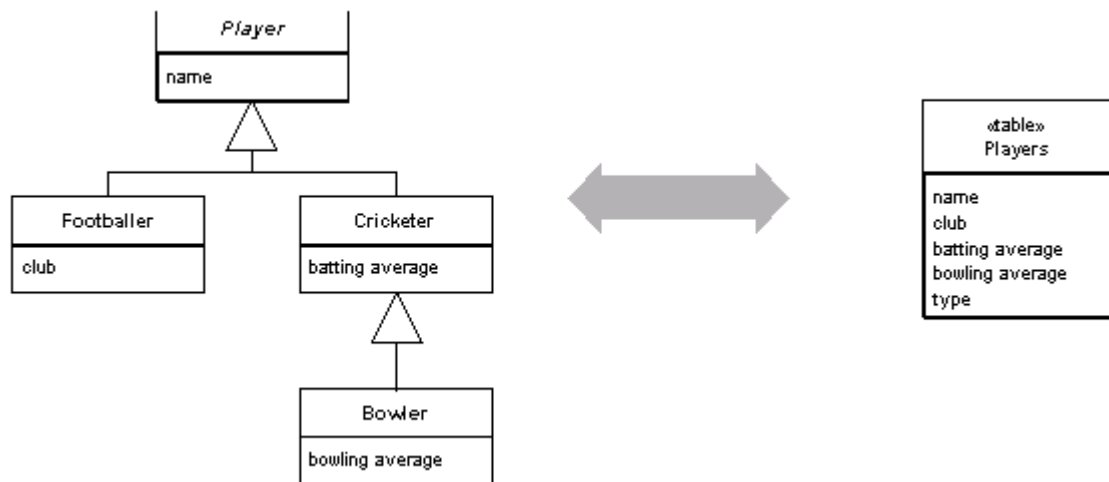 Player
name
Footballer
club
Cricketer
batting average
Bowler
bowling average
«table»
Players
name
club
batting average
bowling average
type